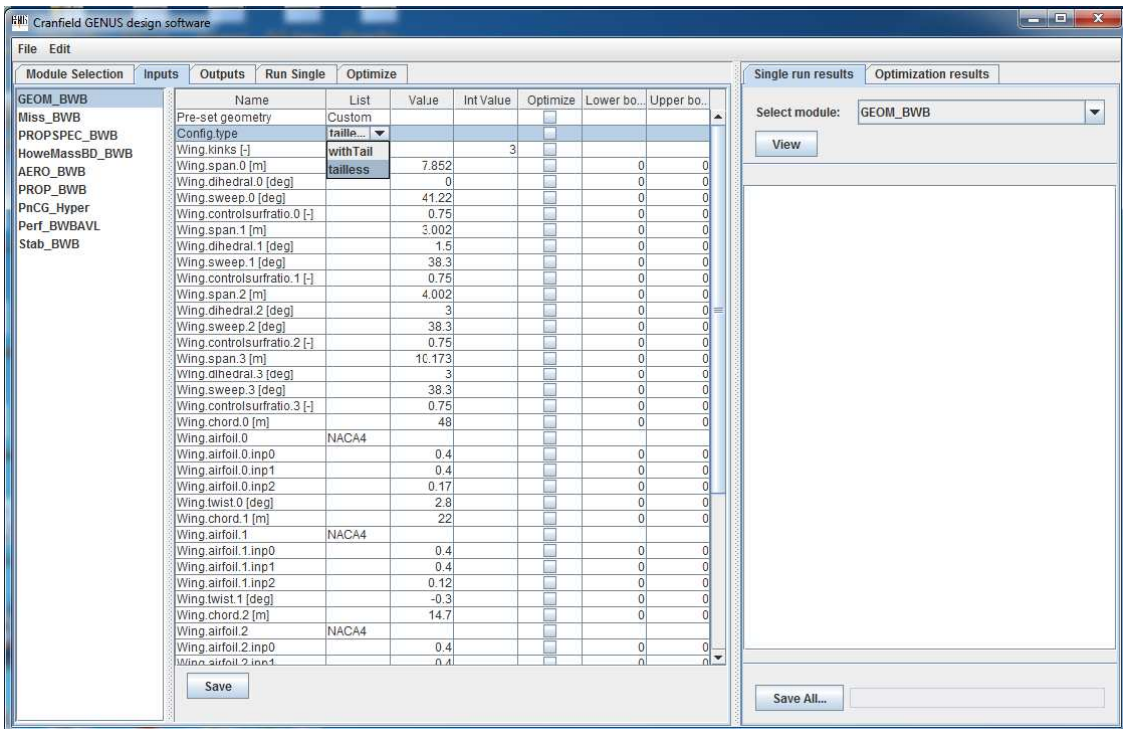 Cranfield GENUS design software
File Edit
Module Selection Inputs Outputs Run Single Optimize
GEOM_BWB
Miss_BWB
PROPSPEC_BWB
HoweMassBD_BWB
AERO_BWB
PROP_BWB
PnCG_Hyper
Perf_BWBAVL
Stab_BWB
Name List Value Int Value Optimize Lower bo... Upper bo...
Pre-set geometry Custom
Config.type taille...
withTail
tailless
Wing.kinks [-] 3
Wing.span.0 [m] 7.852 0 0
Wing.dihedral.0 [deg] 0 0 0
Wing.sweep.0 [deg] 41.22 0 0
Wing.controlsurfratio.0 [-] 0.75 0 0
Wing.span.1 [m] 3.002 0 0
Wing.dihedral.1 [deg] 1.5 0 0
Wing.sweep.1 [deg] 38.3 0 0
Wing.controlsurfratio.1 [-] 0.75 0 0
Wing.span.2 [m] 4.002 0 0
Wing.dihedral.2 [deg] 3 0 0
Wing.sweep.2 [deg] 38.3 0 0
Wing.controlsurfratio.2 [-] 0.75 0 0
Wing.span.3 [m] 10.173 0 0
Wing.dihedral.3 [deg] 3 0 0
Wing.sweep.3 [deg] 38.3 0 0
Wing.controlsurfratio.3 [-] 0.75 0 0
Wing.chord.0 [m] 48 0 0
Wing.airfoil.0 NACA4
Wing.airfoil.0.inp0 0.4 0 0
Wing.airfoil.0.inp1 0.4 0 0
Wing.airfoil.0.inp2 0.17 0 0
Wing.twist.0 [deg] 2.8 0 0
Wing.chord.1 [m] 22 0 0
Wing.airfoil.1 NACA4
Wing.airfoil.1.inp0 0.4 0 0
Wing.airfoil.1.inp1 0.4 0 0
Wing.airfoil.1.inp2 0.12 0 0
Wing.twist.1 [deg] -0.3 0 0
Wing.chord.2 [m] 14.7 0 0
Wing.airfoil.2 NACA4
Wing.airfoil.2.inp0 0.4 0 0
Wing.airfoil.2.inp1 0.4 0 0
Save
Single run results Optimization results
Select module: GEOM_BWB
View
Save All...